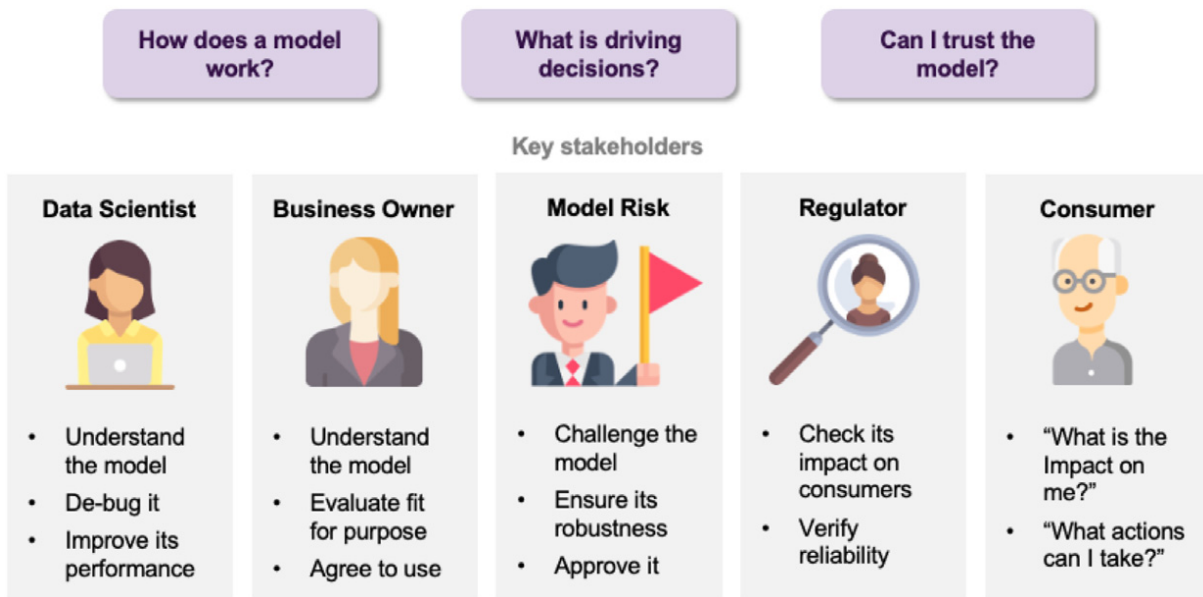 How does a model
work?
What is driving
decisions?
Can I trust the
model?
Key stakeholders
Data Scientist
• Understand
the model
• De-bug it
• Improve its
performance
Business Owner
• Understand
the model
• Evaluate fit
for purpose
• Agree to use
Model Risk
• Challenge the
model
• Ensure its
robustness
• Approve it
Regulator
• Check its
impact on
consumers
• Verify
reliability
Consumer
• “What is the
Impact on
me?”
• “What actions
can I take?”